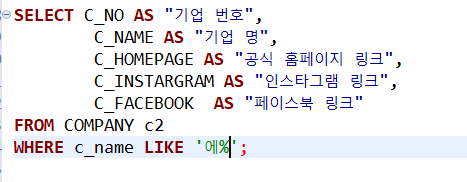 SELECT C_NO AS "기업 번호",
C_NAME AS "기업 명",
C_HOMEPAGE AS "공식 홈페이지 링크",
C_INSTARGRAM AS "인스타그램 링크",
C_FACEBOOK  AS "페이스북 링크"
FROM COMPANY c2
WHERE c_name LIKE '에%';